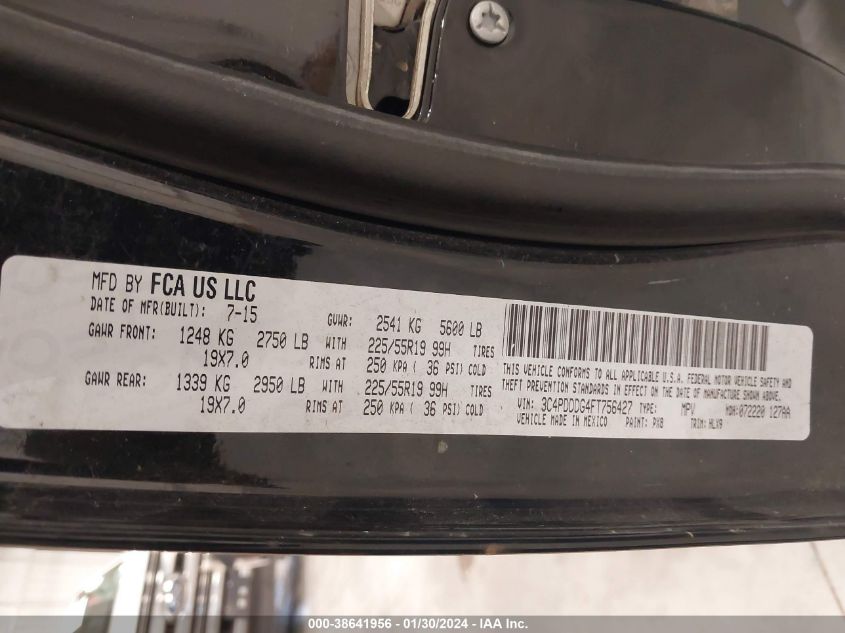 MFD BY FCA US LLC
DATE OF MFR(BUILT): 7-15 GVWR: 2541 KG 5600 LB
GAWR FRONT: 1248 KG 2750 LB WITH 225/55R19 99H TIRES
19X7.0 RIMS AT 250 KPA ( 36 PSI) COLD
GAWR REAR: 1339 KG 2950 LB WITH 225/55R19 99H TIRES
19X7.0 RIMS AT 250 KPA ( 36 PSI) COLD
THIS VEHICLE CONFORMS TO ALL APPLICABLE U.S.A. FEDERAL MOTOR VEHICLE SAFETY AND
THEFT PREVENTION STANDARDS IN EFFECT ON THE DATE OF MANUFACTURE SHOWN ABOVE.
VIN: 3C4PDDDG4FT756427 TYPE: MPV MDH:072220 127AA
VEHICLE MADE IN MEXICO PAINT: PX8 TRIM: HLX9
000-38641956 - 01/30/2024 - IAA Inc.